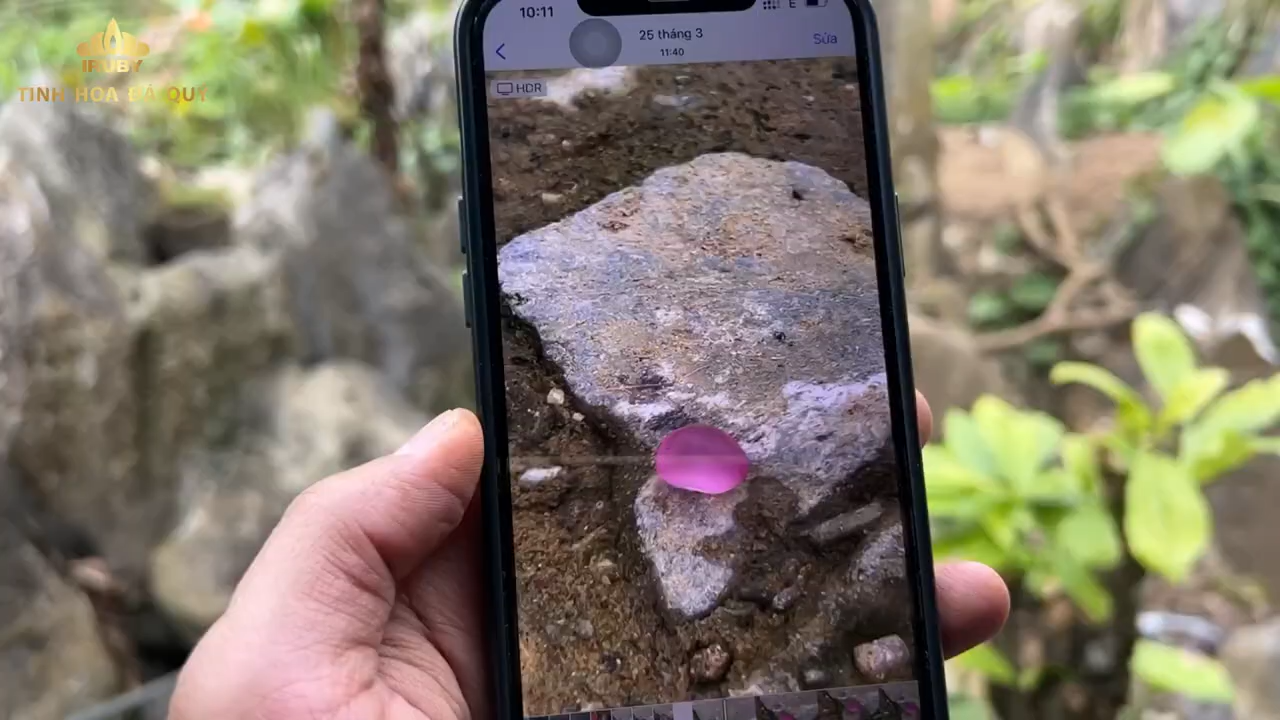 IRUBY
TINH HOA ĐÁ QUÝ
10:11
E
25 tháng 3
11:40
Sửa
HDR